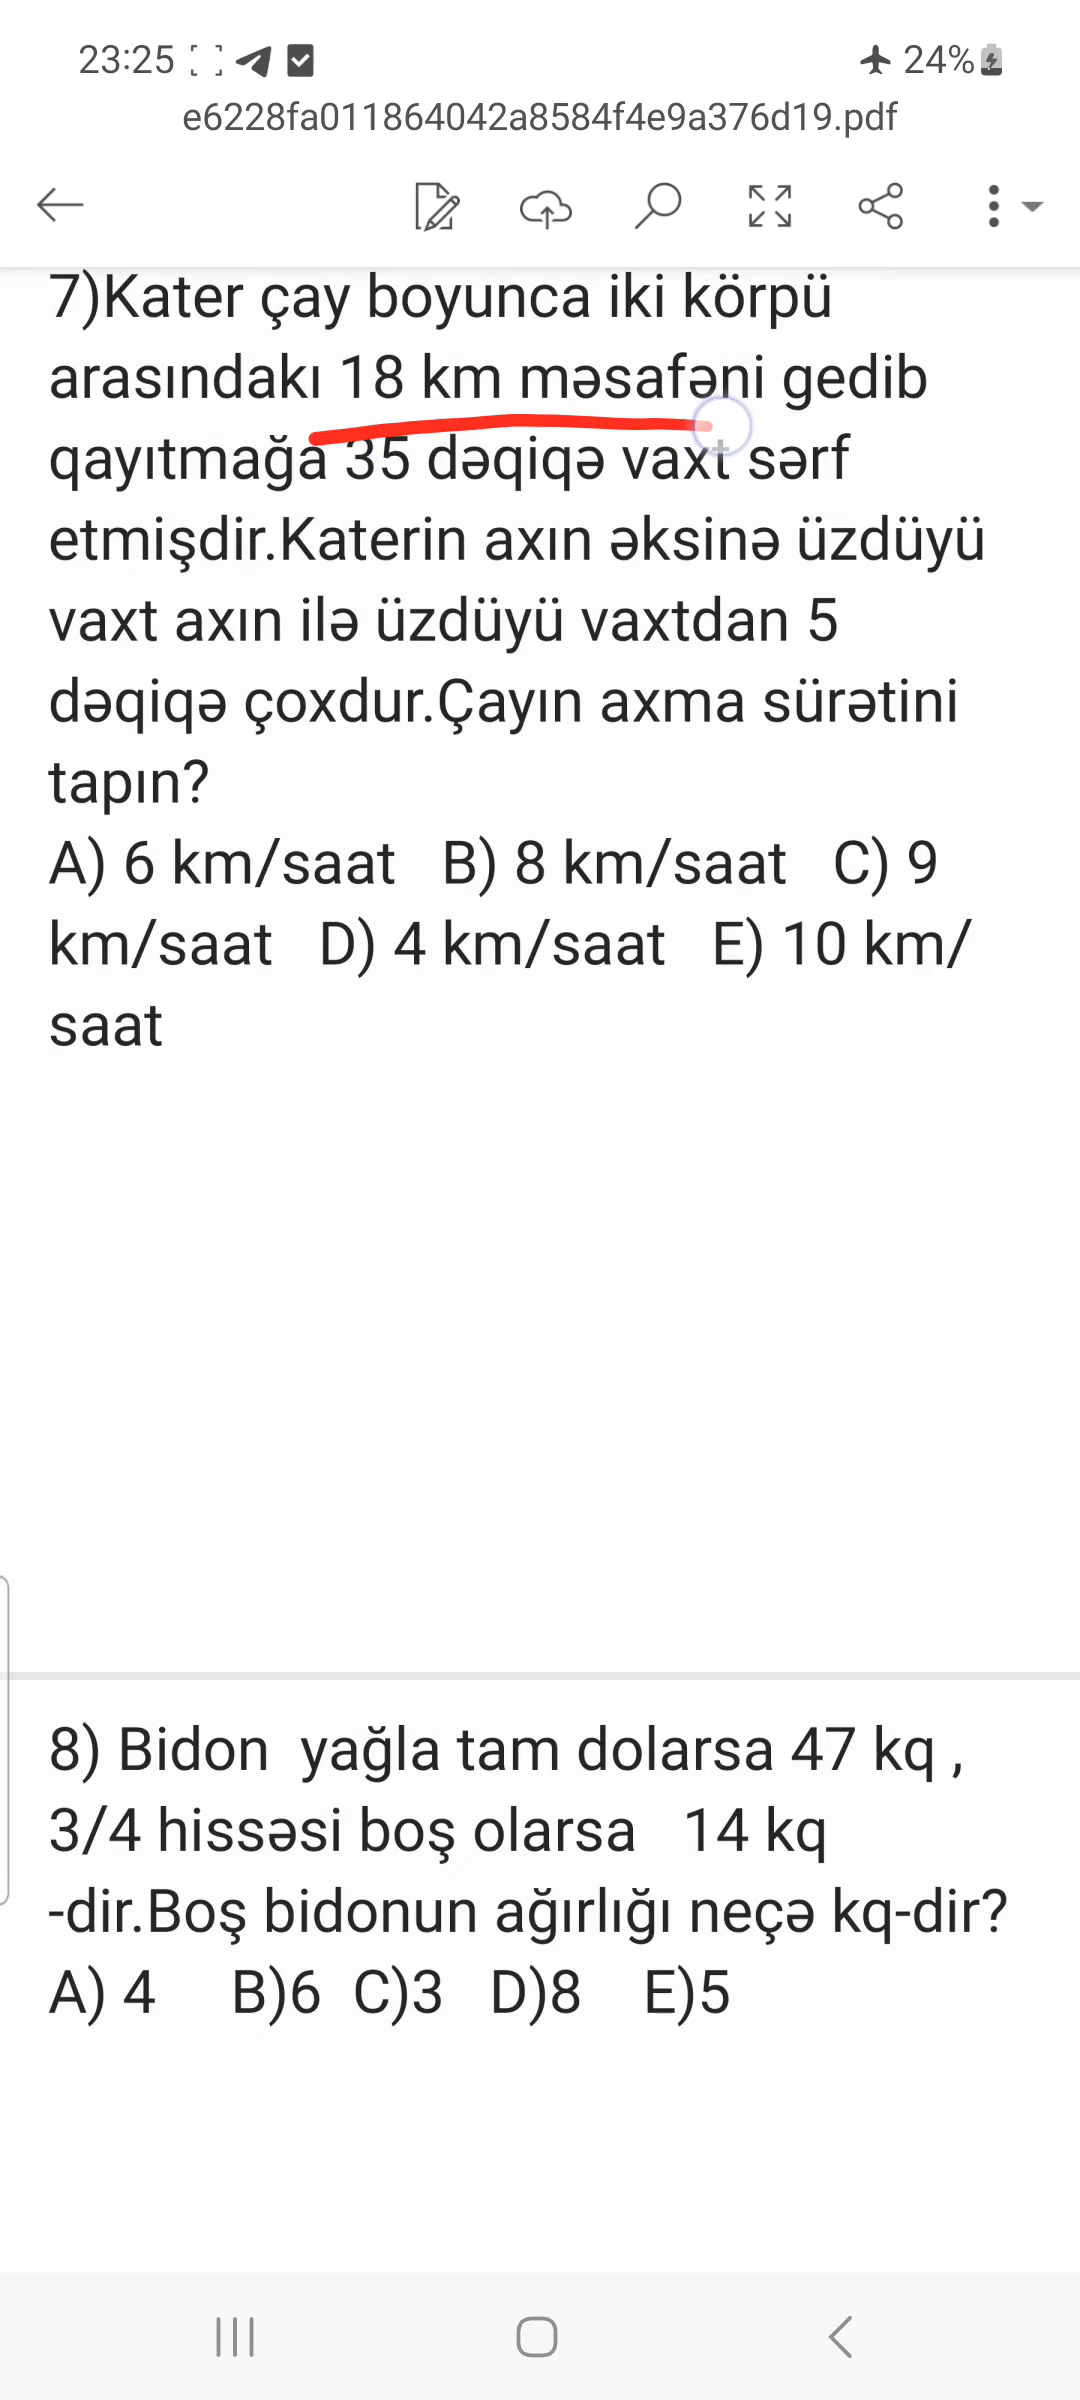 23:25
24%
e6228fa011864042a8584f4e9a376d19.pdf
7)Kater çay boyunca iki körpü
arasındakı 18 km məsafəni gedib
qayıtmağa 35 dəqiqə vaxt sərf
etmişdir.Katerin axın əksinə üzdüyü
vaxt axın ilə üzdüyü vaxtdan 5
dəqiqə çoxdur.Çayın axma sürətini
tapın?
A) 6 km/saat B) 8 km/saat C) 9
km/saat D) 4 km/saat E) 10 km/
saat
8) Bidon yağla tam dolarsa 47 kq ,
3/4 hissəsi boş olarsa 14 kq
-dir.Boş bidonun ağırlığı neçə kq-dir?
A) 4 B)6 C)3 D)8 E)5